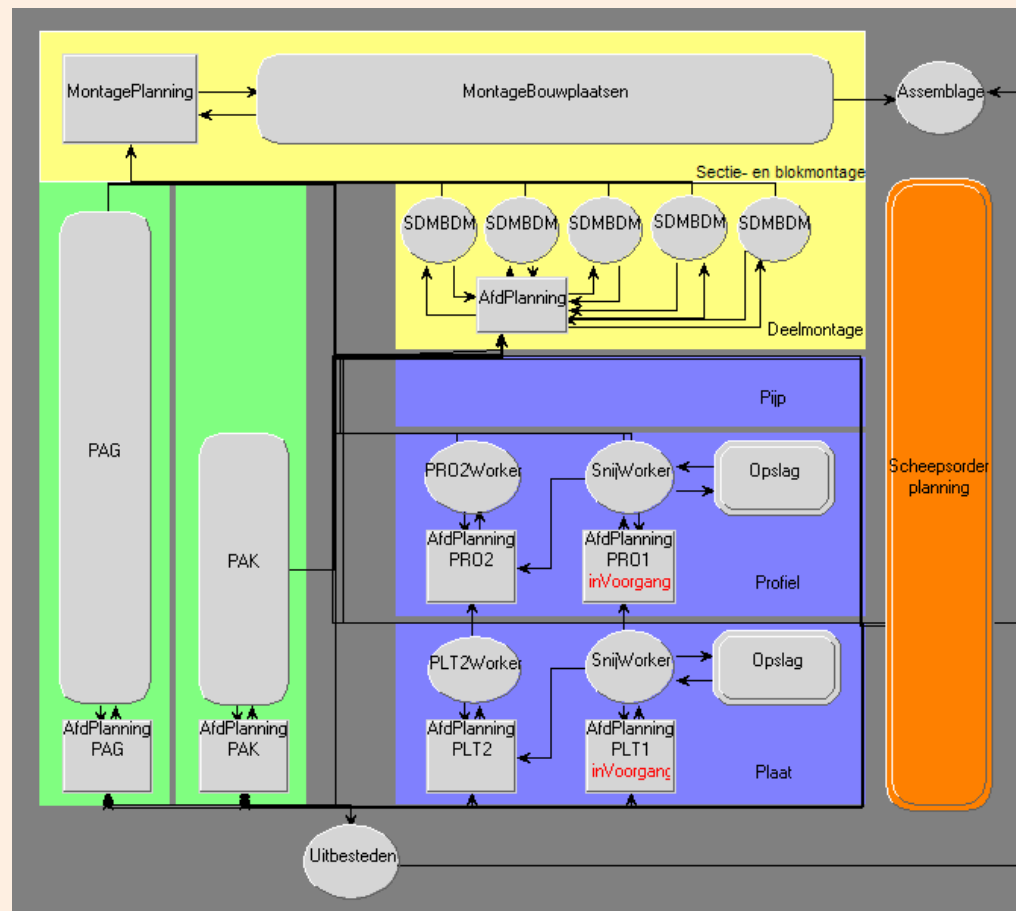 MontagePlanning
MontageBouwplaatsen
Assemblage
Sectie- en blokmontage
SDMBDM
SDMBDM
SDMBDM
SDMBDM
SDMBDM
AfdPlanning
Deelmontage
Pijp
PAG
PRO2Worker
SnijWorker
Opslag
Scheepsorder
planning
AfdPlanning
PRO2
AfdPlanning
PRO1
inVoorgang
PAK
Profiel
PLT2Worker
SnijWorker
Opslag
AfdPlanning
PAG
AfdPlanning
PAK
AfdPlanning
PLT2
AfdPlanning
PLT1
inVoorgang
Plaat
Uitbesteden